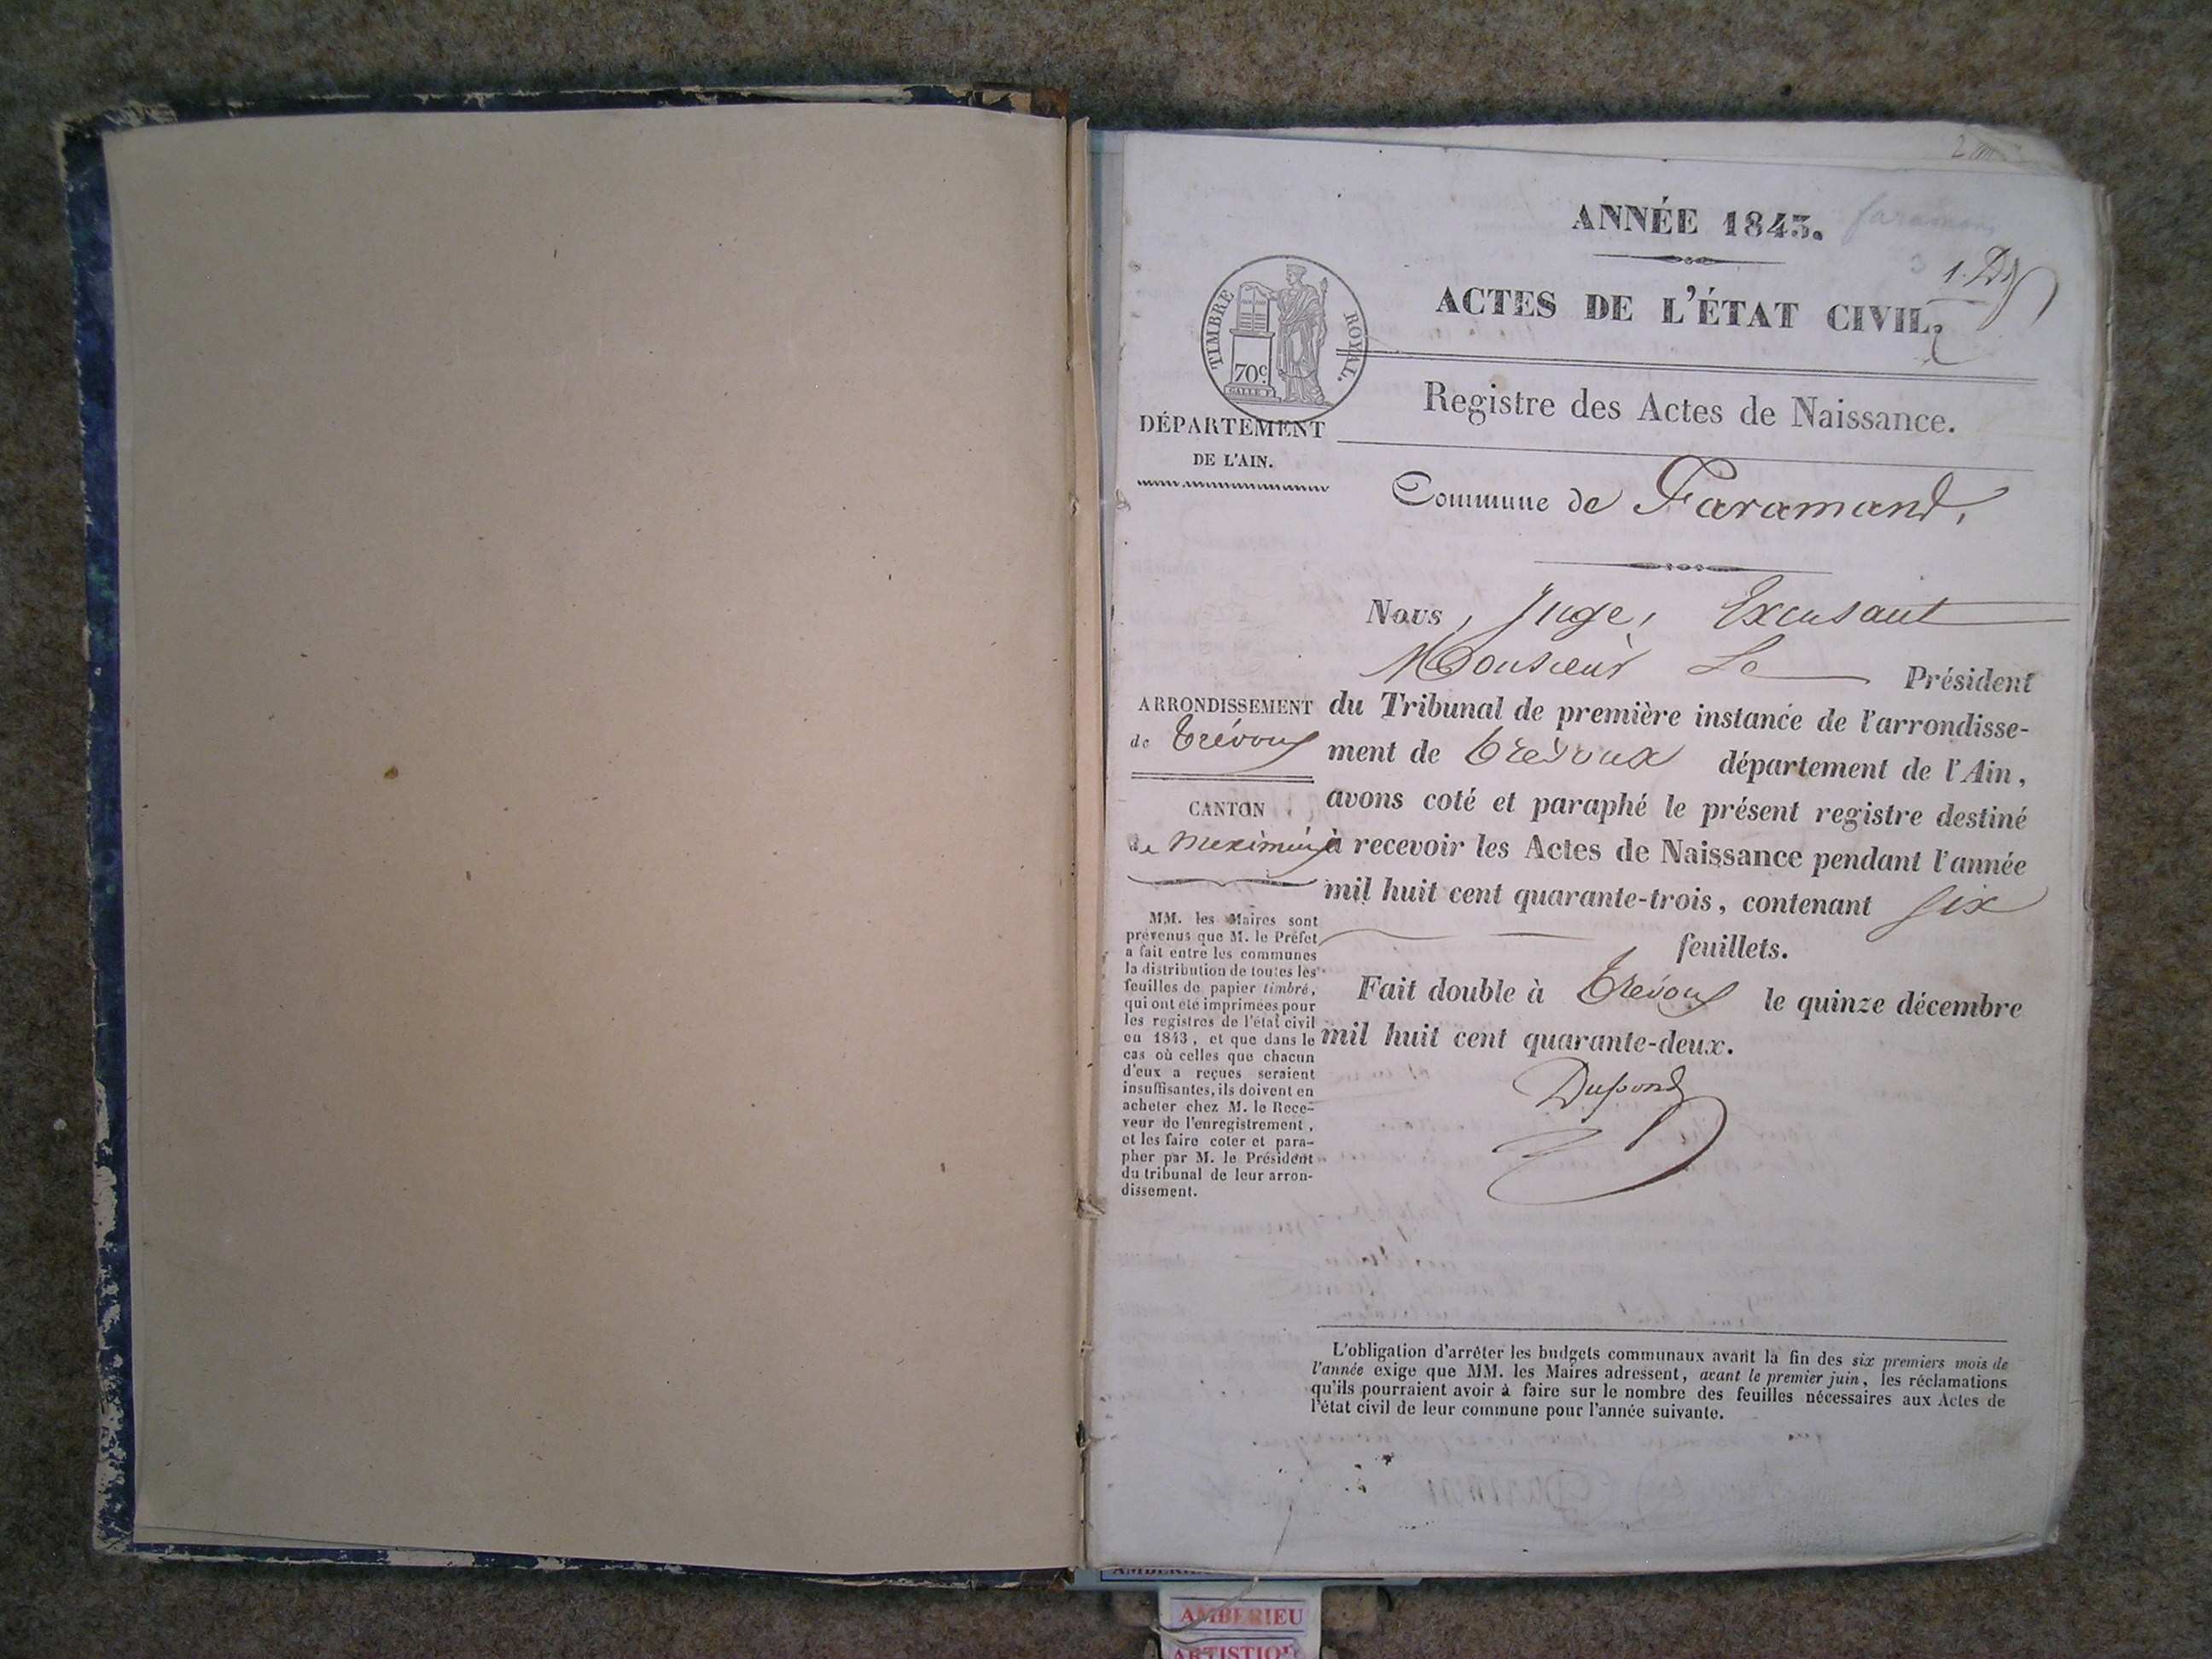 ANNÉE 1843.
1. D
ACTES DE L'ÉTAT CIVIL.
TIMBRE ROYAL.
70c
Registre des Actes de Naissance.
DÉPARTEMENT
DE L'AIN.
Commune de Faramand,
Nous, Juge, Excusant
Monsieur Le Président
du Tribunal de première instance de l'arrondisse-
ment de Trévoux département de l'Ain,
avons coté et paraphé le présent registre destiné
à recevoir les Actes de Naissance pendant l'année
mil huit cent quarante-trois, contenant six
feuillets.
Fait double à Trévoux le quinze décembre
mil huit cent quarante-deux.
Dupond
ARRONDISSEMENT
de Trévoux
CANTON
de Meximieux
MM. les Maires sont
prévenus que M. le Préfet
a fait entre les communes
la distribution de toutes les
feuilles de papier timbré,
qui ont été imprimées pour
les registres de l'état civil
en 1843, et que dans le
cas où celles que chacun
d'eux a reçues seraient
insuffisantes, ils doivent en
acheter chez M. le Rece-
veur de l'enregistrement,
et les faire coter et para-
pher par M. le Président
du tribunal de leur arron-
dissement.
L'obligation d'arrêter les budgets communaux avant la fin des six premiers mois de
l'année exige que MM. les Maires adressent, avant le premier juin, les réclamations
qu'ils pourraient avoir à faire sur le nombre des feuilles nécessaires aux Actes de
l'état civil de leur commune pour l'année suivante.
AMBERIEU